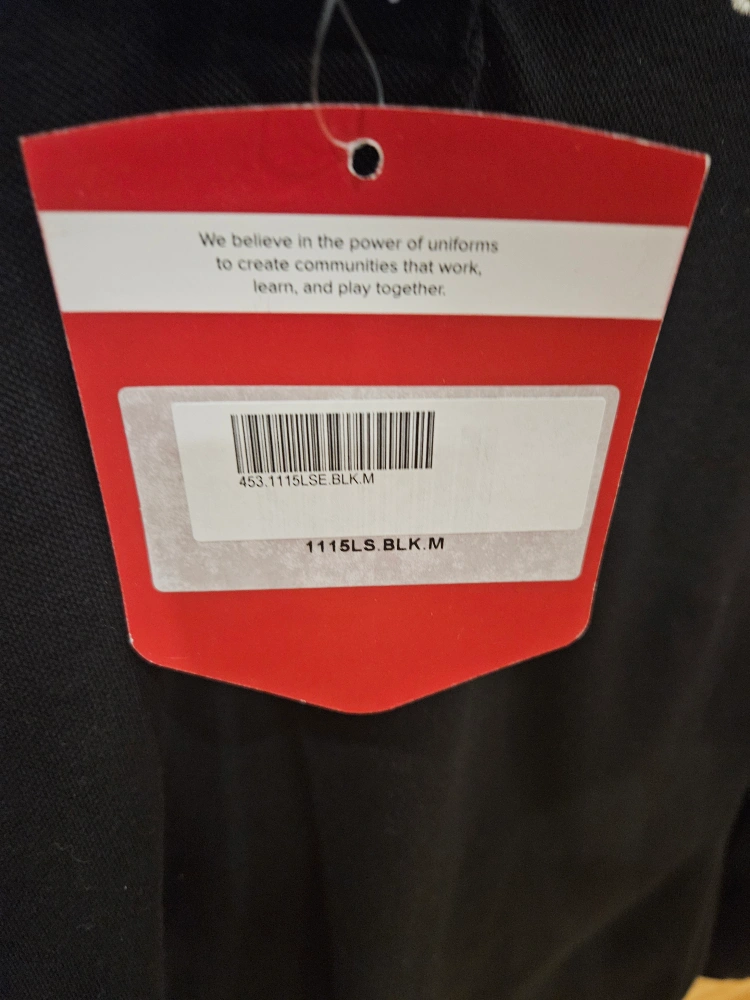 We believe in the power of uniforms
to create communities that work,
learn, and play together.
453.1115LSE.BLK.M
1115LS.BLK.M